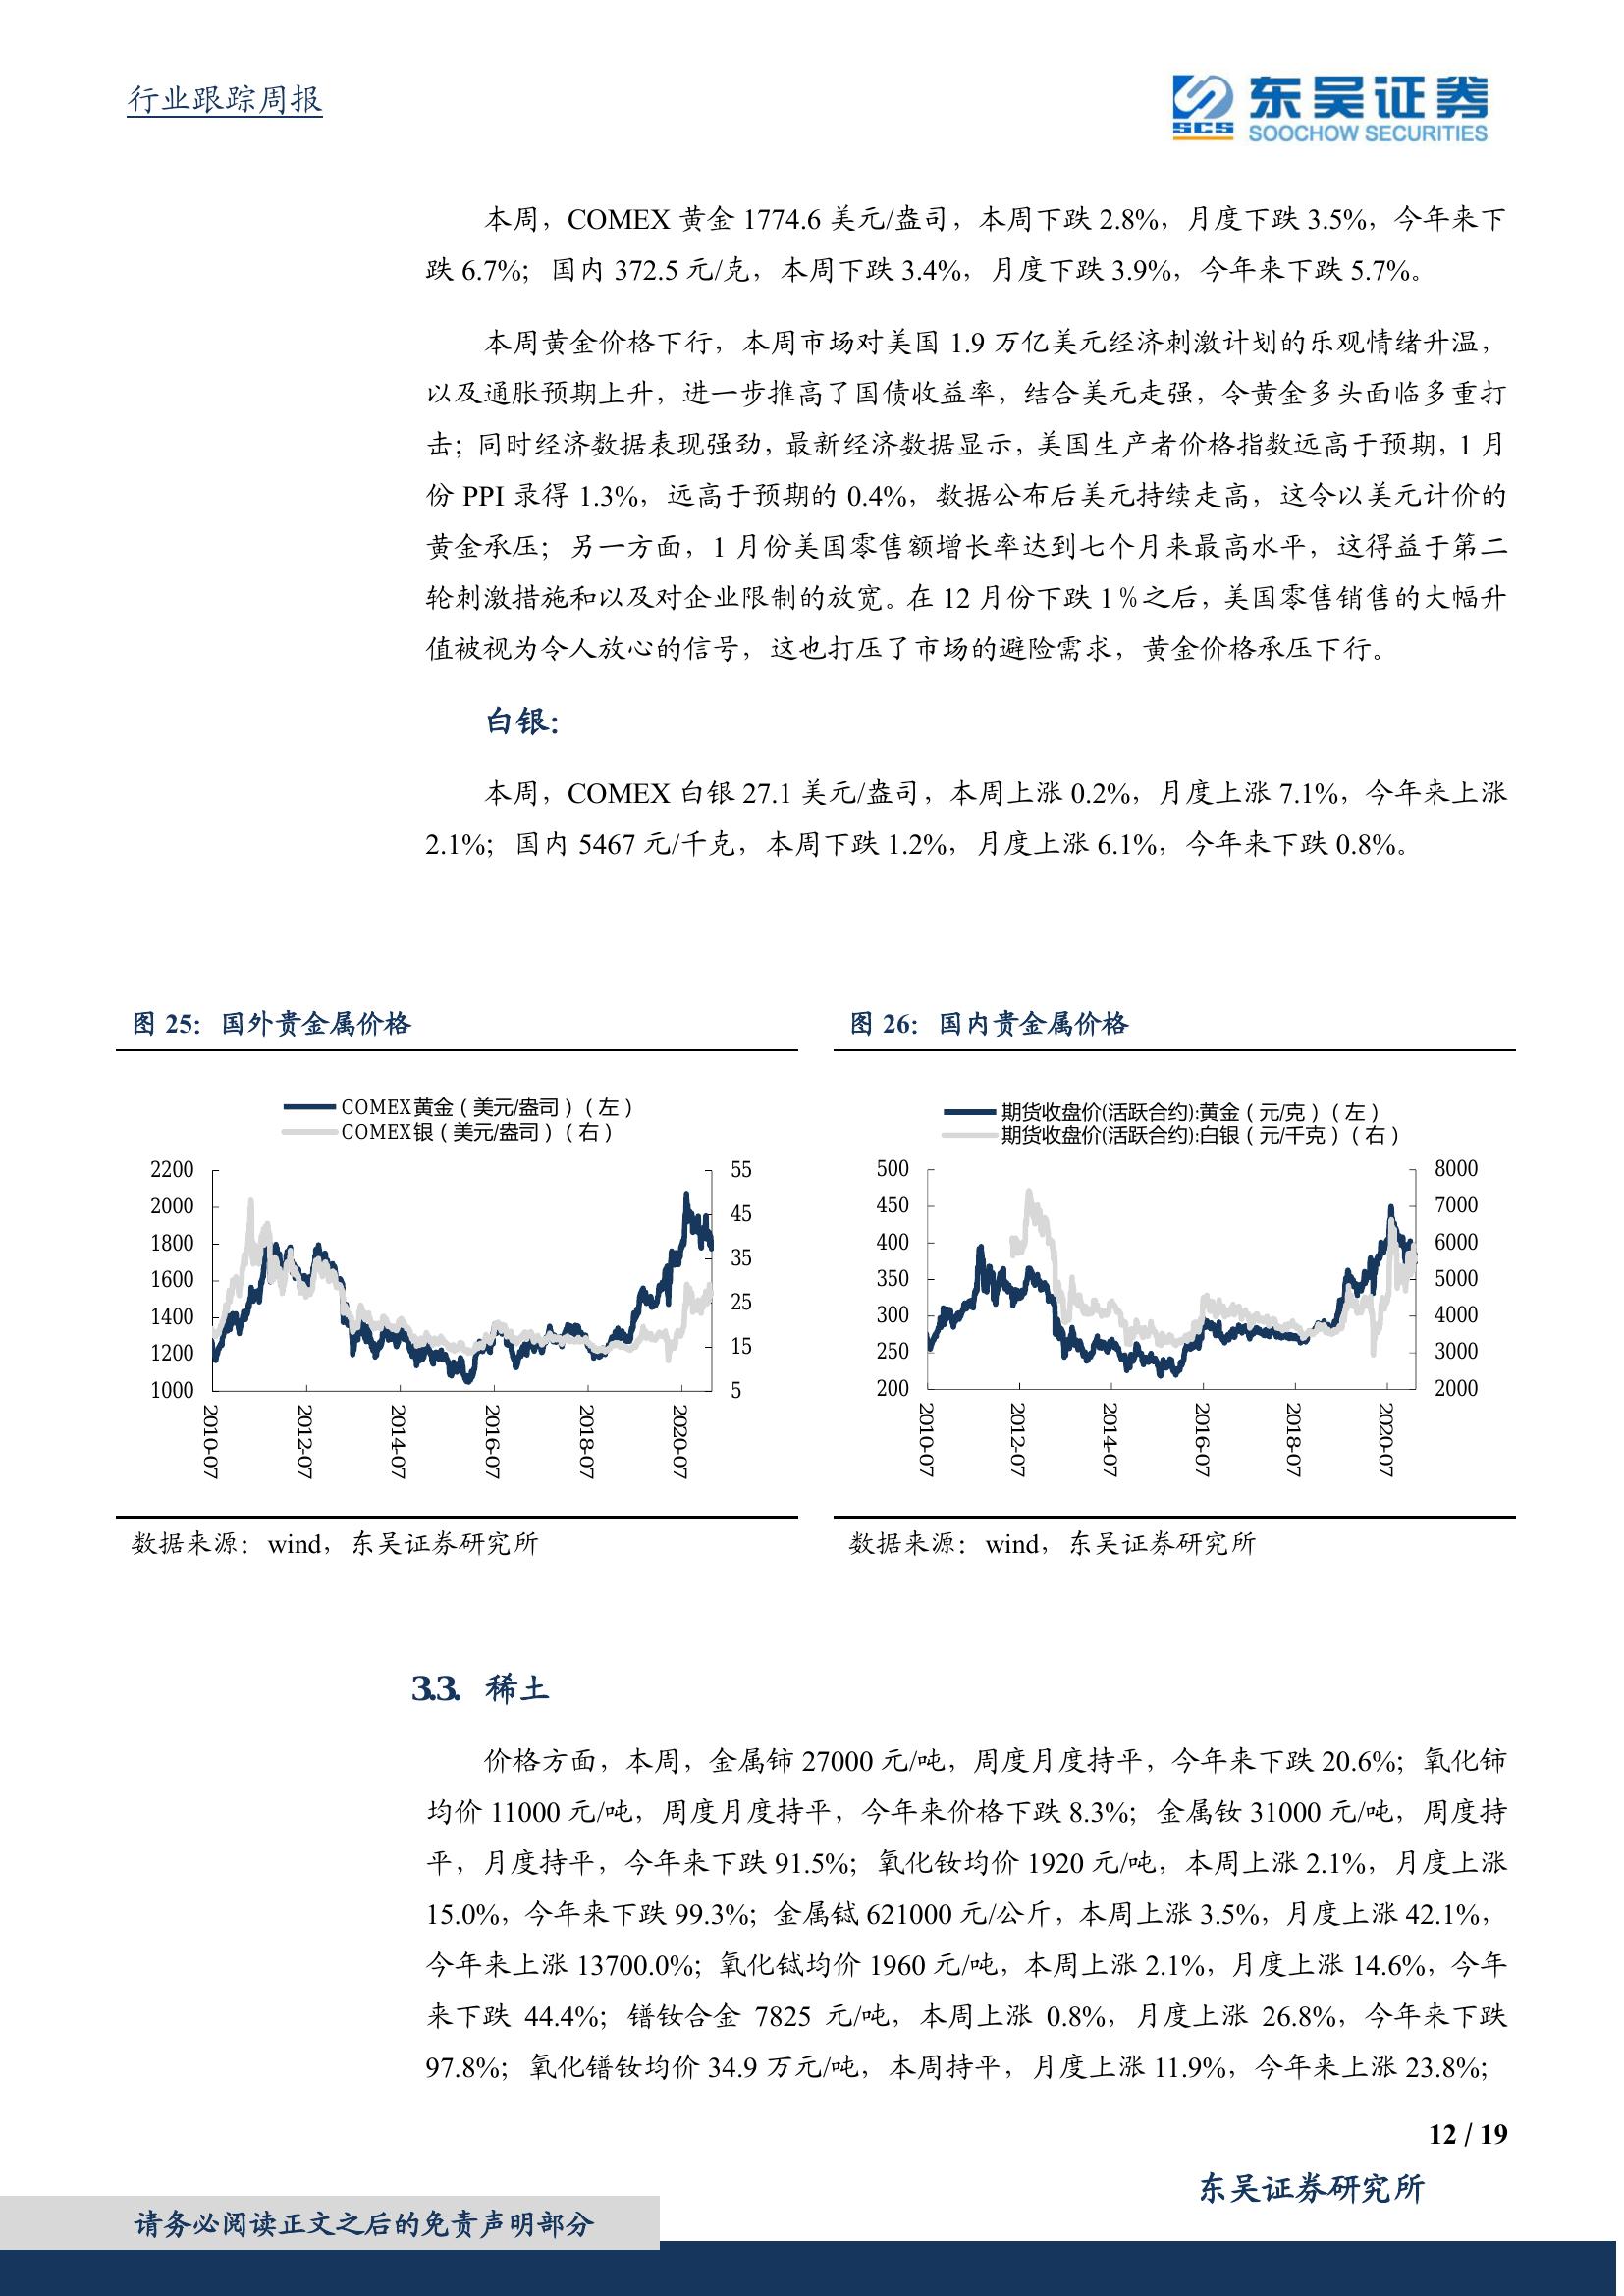 行业跟踪周报
SCS
东吴证券
SOOCHOW SECURITIES
本周，COMEX 黄金 1774.6 美元/盎司，本周下跌 2.8%，月度下跌 3.5%，今年来下
跌 6.7%；国内 372.5 元/克，本周下跌 3.4%，月度下跌 3.9%，今年来下跌 5.7%。
本周黄金价格下行，本周市场对美国 1.9 万亿美元经济刺激计划的乐观情绪升温，
以及通胀预期上升，进一步推高了国债收益率，结合美元走强，令黄金多头面临多重打
击；同时经济数据表现强劲，最新经济数据显示，美国生产者价格指数远高于预期，1 月
份 PPI 录得 1.3%，远高于预期的 0.4%，数据公布后美元持续走高，这令以美元计价的
黄金承压；另一方面，1 月份美国零售额增长率达到七个月来最高水平，这得益于第二
轮刺激措施和以及对企业限制的放宽。在 12 月份下跌 1％之后，美国零售销售的大幅升
值被视为令人放心的信号，这也打压了市场的避险需求，黄金价格承压下行。
白银：
本周，COMEX 白银 27.1 美元/盎司，本周上涨 0.2%，月度上涨 7.1%，今年来上涨
2.1%；国内 5467 元/千克，本周下跌 1.2%，月度上涨 6.1%，今年来下跌 0.8%。
图 25：国外贵金属价格
COMEX黄金（美元/盎司）（左）
COMEX银（美元/盎司）（右）
2200
2000
1800
1600
1400
1200
1000
55
45
35
25
15
5
2010-07
2012-07
2014-07
2016-07
2018-07
2020-07
数据来源：wind，东吴证券研究所
图 26：国内贵金属价格
期货收盘价(活跃合约):黄金（元/克）（左）
期货收盘价(活跃合约):白银（元/千克）（右）
500
450
400
350
300
250
200
8000
7000
6000
5000
4000
3000
2000
2010-07
2012-07
2014-07
2016-07
2018-07
2020-07
数据来源：wind，东吴证券研究所
3.3. 稀土
价格方面，本周，金属铈 27000 元/吨，周度月度持平，今年来下跌 20.6%；氧化铈
均价 11000 元/吨，周度月度持平，今年来价格下跌 8.3%；金属钕 31000 元/吨，周度持
平，月度持平，今年来下跌 91.5%；氧化钕均价 1920 元/吨，本周上涨 2.1%，月度上涨
15.0%，今年来下跌 99.3%；金属铽 621000 元/公斤，本周上涨 3.5%，月度上涨 42.1%，
今年来上涨 13700.0%；氧化铽均价 1960 元/吨，本周上涨 2.1%，月度上涨 14.6%，今年
来下跌 44.4%；镨钕合金 7825 元/吨，本周上涨 0.8%，月度上涨 26.8%，今年来下跌
97.8%；氧化镨钕均价 34.9 万元/吨，本周持平，月度上涨 11.9%，今年来上涨 23.8%；
12 / 19
东吴证券研究所
请务必阅读正文之后的免责声明部分